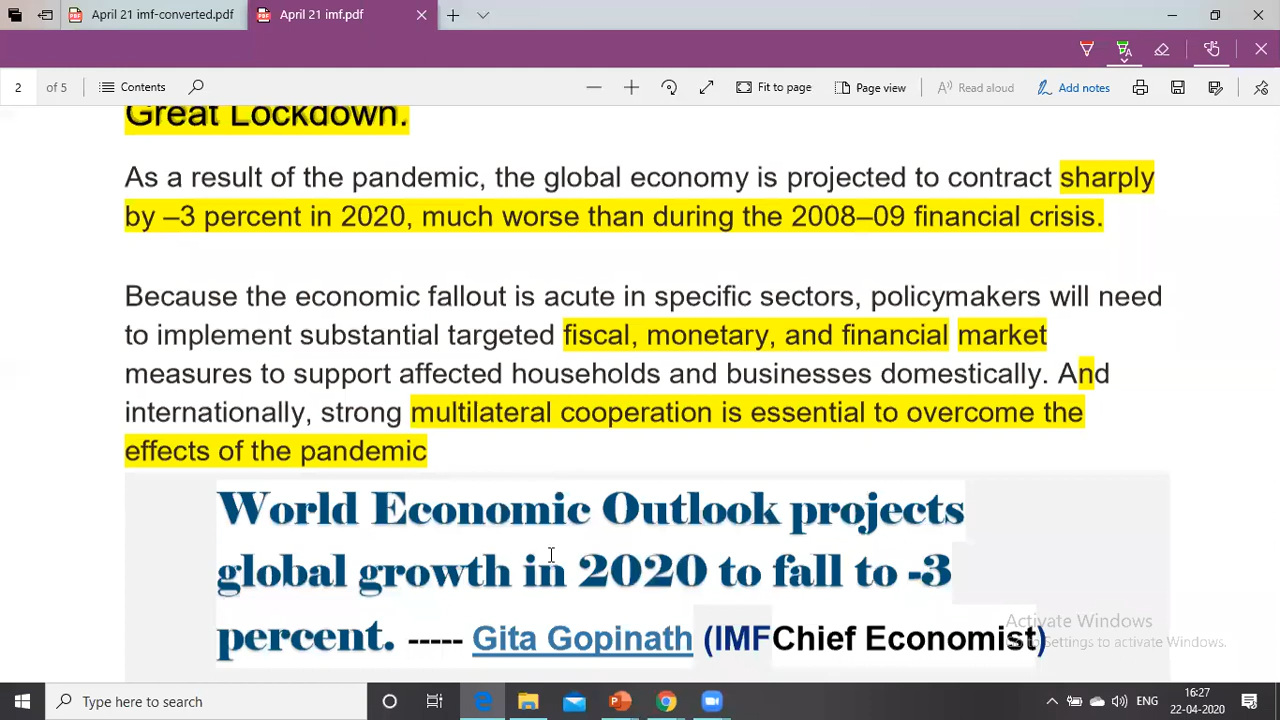 April 21 imf-converted.pdf
April 21 imf.pdf
2 of 5 Contents Fit to page Page view Read aloud Add notes
Great Lockdown.
As a result of the pandemic, the global economy is projected to contract sharply
by –3 percent in 2020, much worse than during the 2008–09 financial crisis.
Because the economic fallout is acute in specific sectors, policymakers will need
to implement substantial targeted fiscal, monetary, and financial market
measures to support affected households and businesses domestically. And
internationally, strong multilateral cooperation is essential to overcome the
effects of the pandemic
World Economic Outlook projects
global growth in 2020 to fall to -3
percent. ----- Gita Gopinath (IMFChief Economist)
Activate Windows
Go to Settings to activate Windows.
Type here to search
ENG
16:27
22-04-2020